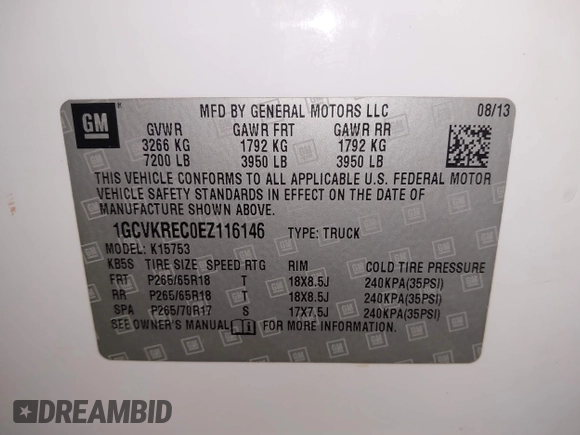 GM
MFD BY GENERAL MOTORS LLC 08/13
GVWR GAWR FRT GAWR RR
3266 KG 1792 KG 1792 KG
7200 LB 3950 LB 3950 LB
THIS VEHICLE CONFORMS TO ALL APPLICABLE U.S. FEDERAL MOTOR
VEHICLE SAFETY STANDARDS IN EFFECT ON THE DATE OF
MANUFACTURE SHOWN ABOVE.
1GCVKREC0EZ116146 TYPE: TRUCK
MODEL: K15753
KB5S TIRE SIZE SPEED RTG RIM COLD TIRE PRESSURE
FRT P265/65R18 T 18X8.5J 240KPA(35PSI)
RR P265/65R18 T 18X8.5J 240KPA(35PSI)
SPA P265/70R17 S 17X7.5J 240KPA(35PSI)
SEE OWNER'S MANUAL FOR MORE INFORMATION.
DREAMBID